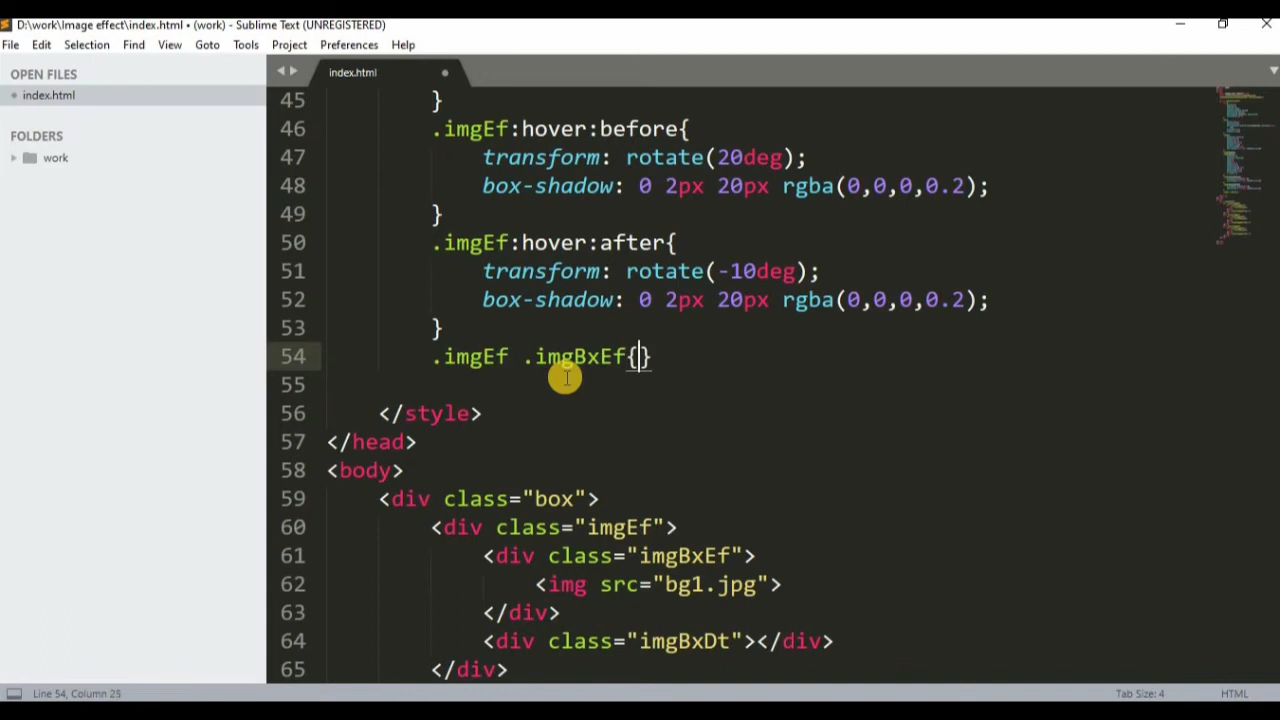 D:\work\Image effect\index.html • (work) - Sublime Text (UNREGISTERED)
File Edit Selection Find View Goto Tools Project Preferences Help
OPEN FILES
index.html
FOLDERS
work
index.html
45 }
46 .imgEf:hover:before{
47 transform: rotate(20deg);
48 box-shadow: 0 2px 20px rgba(0,0,0,0.2);
49 }
50 .imgEf:hover:after{
51 transform: rotate(-10deg);
52 box-shadow: 0 2px 20px rgba(0,0,0,0.2);
53 }
54 .imgEf .imgBxEf{}
55
56 </style>
57 </head>
58 <body>
59 <div class="box">
60 <div class="imgEf">
61 <div class="imgBxEf">
62 <img src="bg1.jpg">
63 </div>
64 <div class="imgBxDt"></div>
65 </div>
Line 54, Column 25 Tab Size: 4 HTML